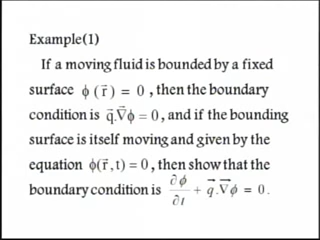 Example(1)
If a moving fluid is bounded by a fixed
surface ϕ(r⃗) = 0, then the boundary
condition is q⃗.∇⃗ϕ = 0, and if the bounding
surface is itself moving and given by the
equation ϕ(r⃗,t) = 0, then show that the
boundary condition is ∂ϕ/∂t + q⃗.∇⃗ϕ = 0.